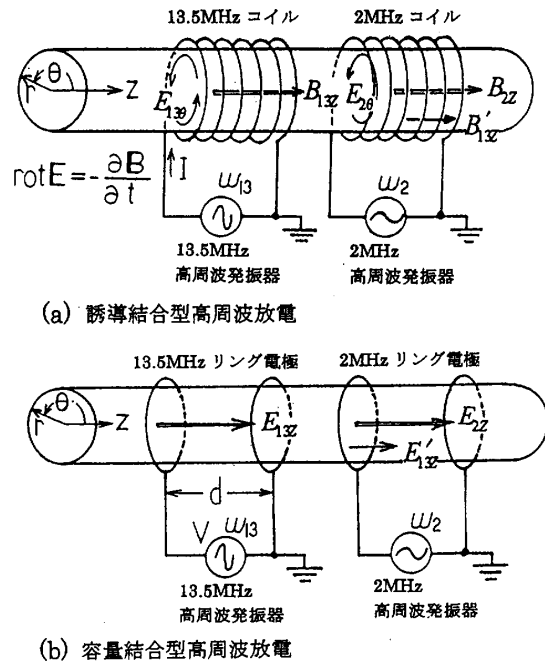 13.5MHz コイル 2MHz コイル
θ r Z E13θ B13Z E2θ B2Z
B'13Z
rotE=-∂B/∂t I ω13 ω2
13.5MHz 2MHz
高周波発振器 高周波発振器
(a) 誘導結合型高周波放電
13.5MHz リング電極 2MHz リング電極
θ r Z E13Z E2Z
E'13Z
d
V ω13 ω2
13.5MHz 2MHz
高周波発振器 高周波発振器
(b) 容量結合型高周波放電